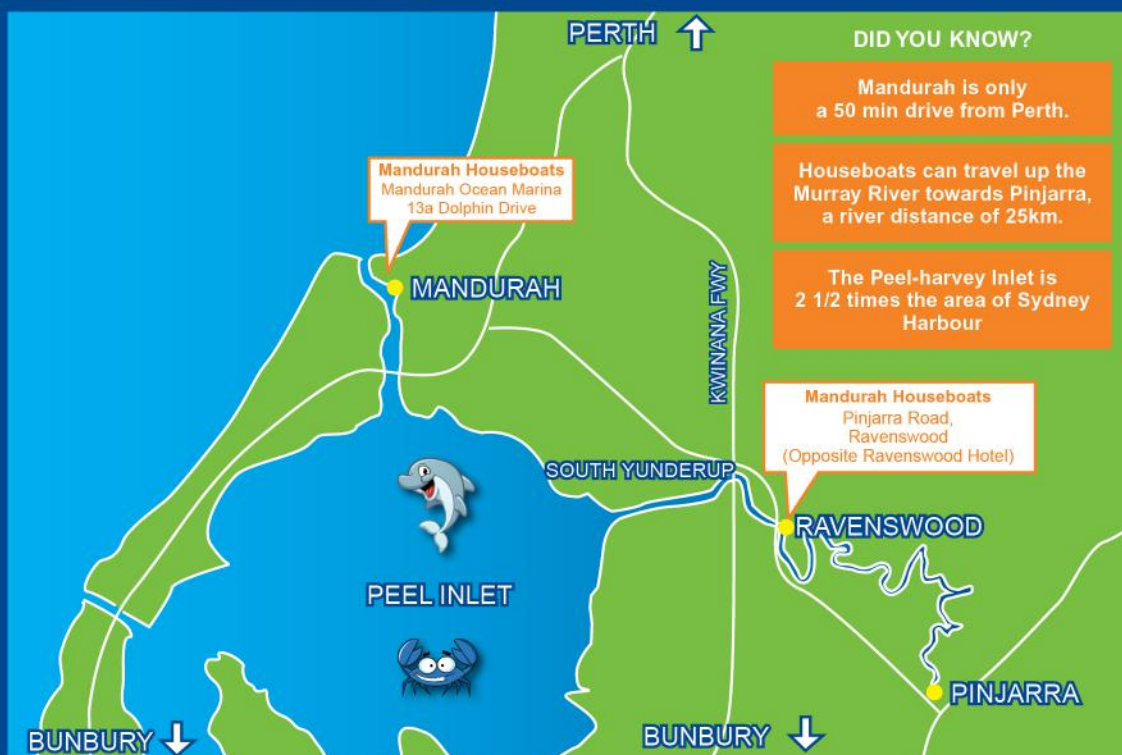 PERTH
DID YOU KNOW?
Mandurah is only
a 50 min drive from Perth.
Houseboats can travel up the
Murray River towards Pinjarra,
a river distance of 25km.
The Peel-harvey Inlet is
2 1/2 times the area of Sydney
Harbour
Mandurah Houseboats
Mandurah Ocean Marina
13a Dolphin Drive
MANDURAH
KWINANA FWY
Mandurah Houseboats
Pinjarra Road,
Ravenswood
(Opposite Ravenswood Hotel)
SOUTH YUNDERUP
RAVENSWOOD
PEEL INLET
PINJARRA
BUNBURY
BUNBURY